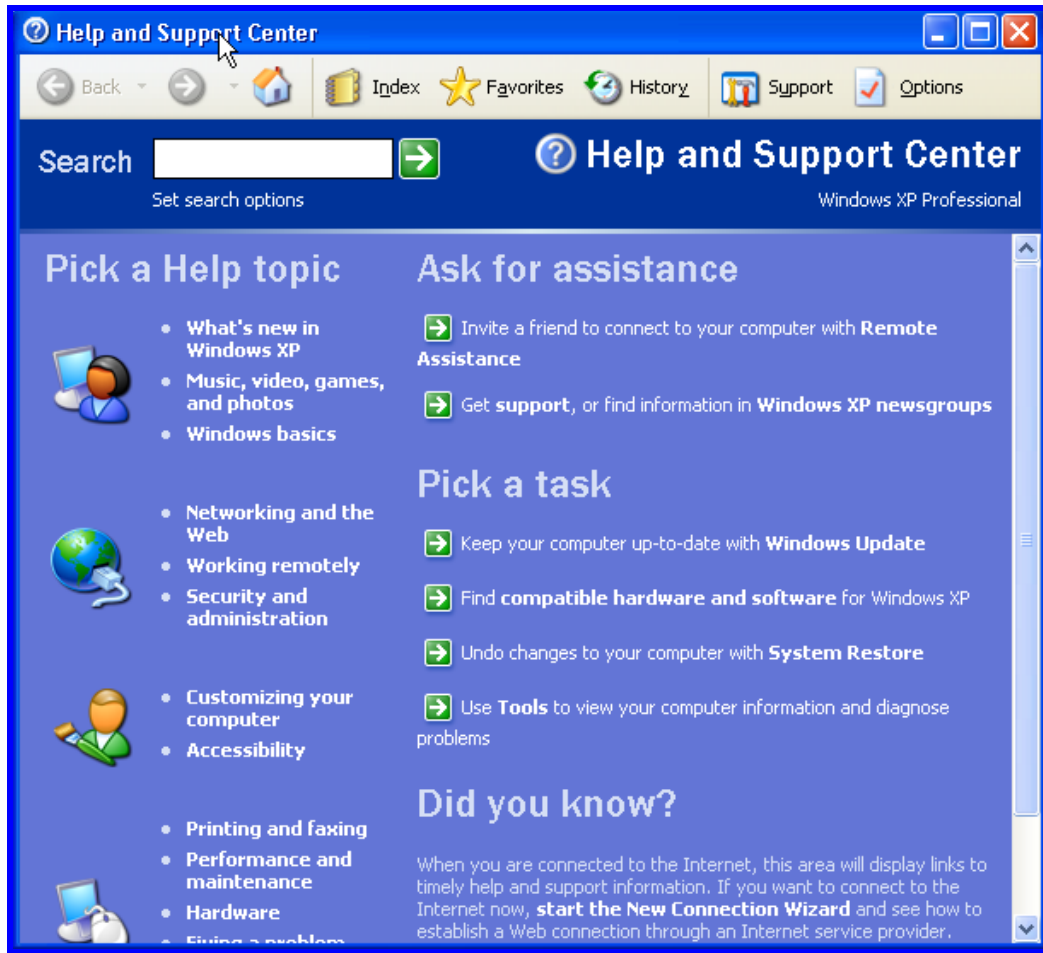 Help and Support Center
Back
Index
Favorites
History
Support
Options
Search
Set search options
Help and Support Center
Windows XP Professional
Pick a Help topic
What's new in
Windows XP
Music, video, games,
and photos
Windows basics
Networking and the
Web
Working remotely
Security and
administration
Customizing your
computer
Accessibility
Printing and faxing
Performance and
maintenance
Hardware
Fixing a problem
Ask for assistance
Invite a friend to connect to your computer with Remote
Assistance
Get support, or find information in Windows XP newsgroups
Pick a task
Keep your computer up-to-date with Windows Update
Find compatible hardware and software for Windows XP
Undo changes to your computer with System Restore
Use Tools to view your computer information and diagnose
problems
Did you know?
When you are connected to the Internet, this area will display links to
timely help and support information. If you want to connect to the
Internet now, start the New Connection Wizard and see how to
establish a Web connection through an Internet service provider.